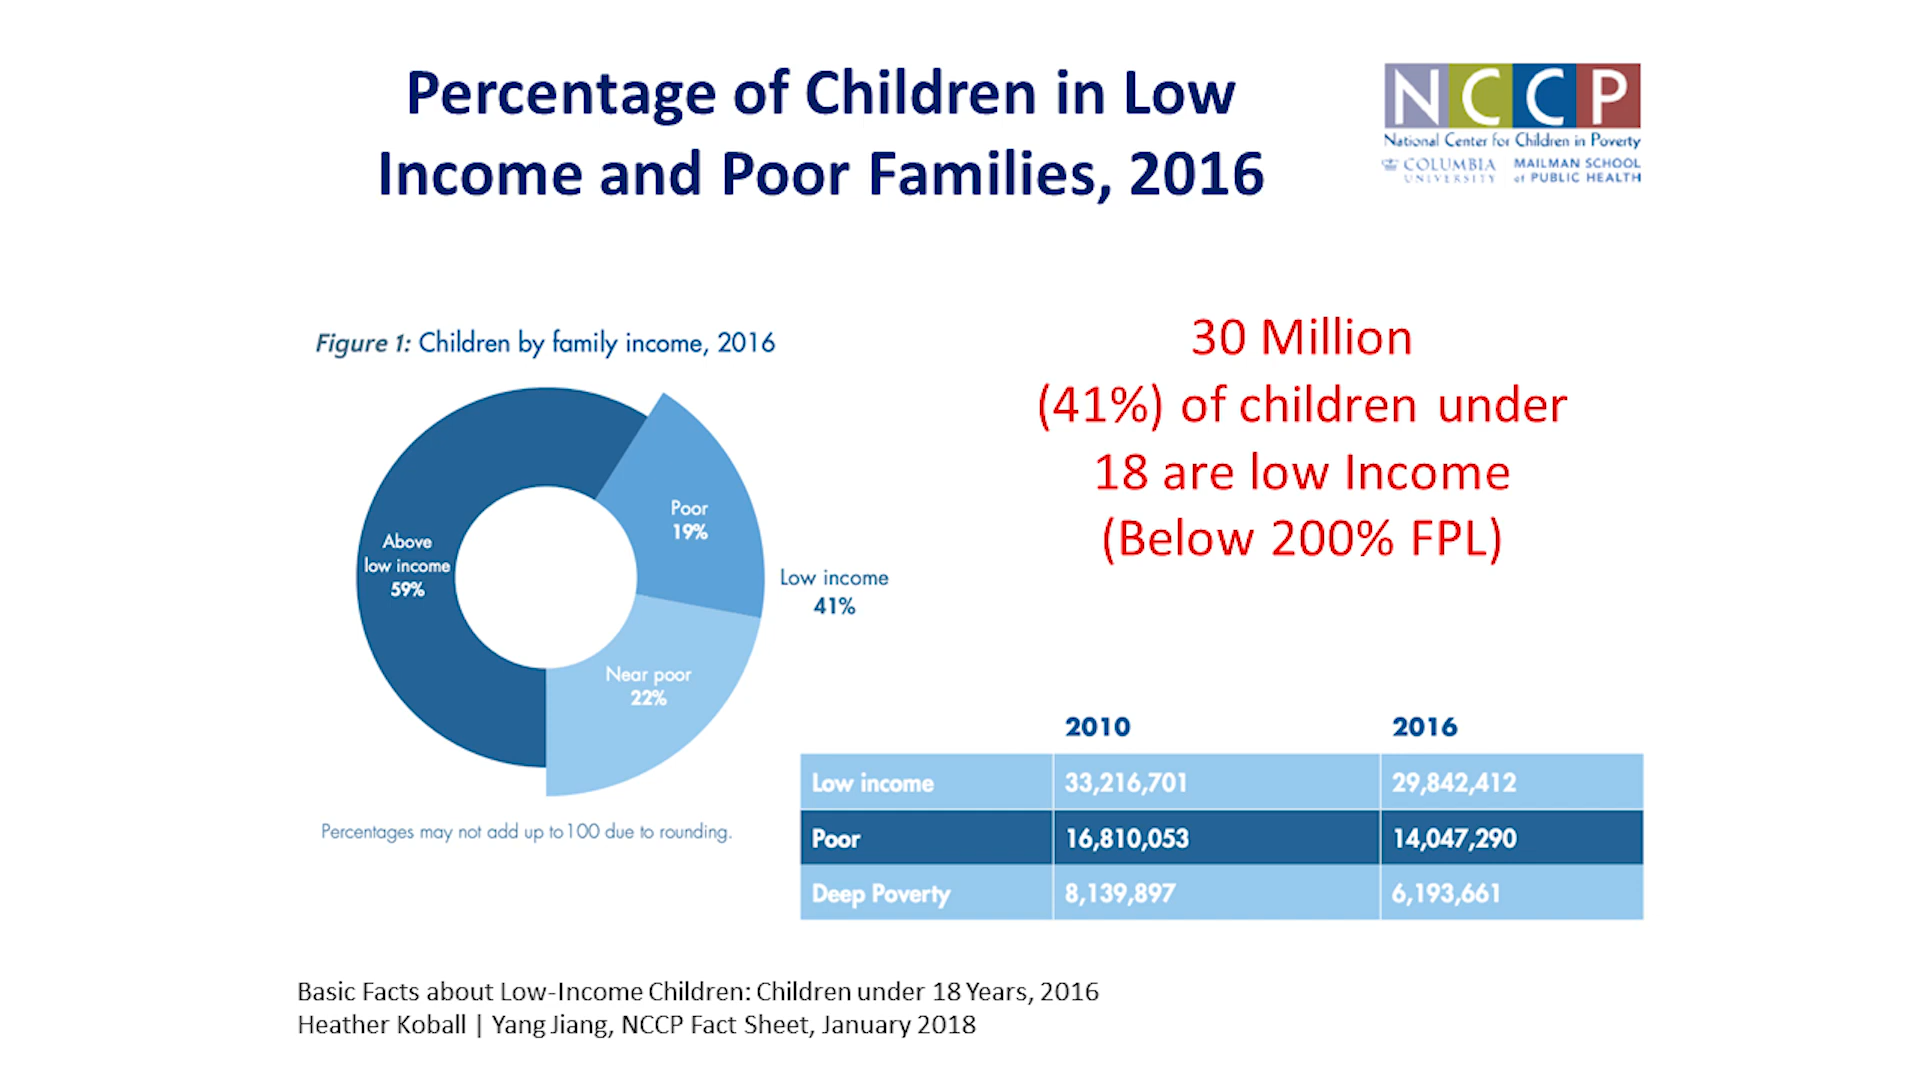 Percentage of Children in Low
Income and Poor Families, 2016
NCCP
National Center for Children in Poverty
COLUMBIA UNIVERSITY
MAILMAN SCHOOL of PUBLIC HEALTH
Figure 1: Children by family income, 2016
Above
low income
59%
Poor
19%
Low income
41%
Near poor
22%
Percentages may not add up to 100 due to rounding.
30 Million
(41%) of children under
18 are low Income
(Below 200% FPL)
2010 2016
Low income 33,216,701 29,842,412
Poor 16,810,053 14,047,290
Deep Poverty 8,139,897 6,193,661
Basic Facts about Low-Income Children: Children under 18 Years, 2016
Heather Koball | Yang Jiang, NCCP Fact Sheet, January 2018